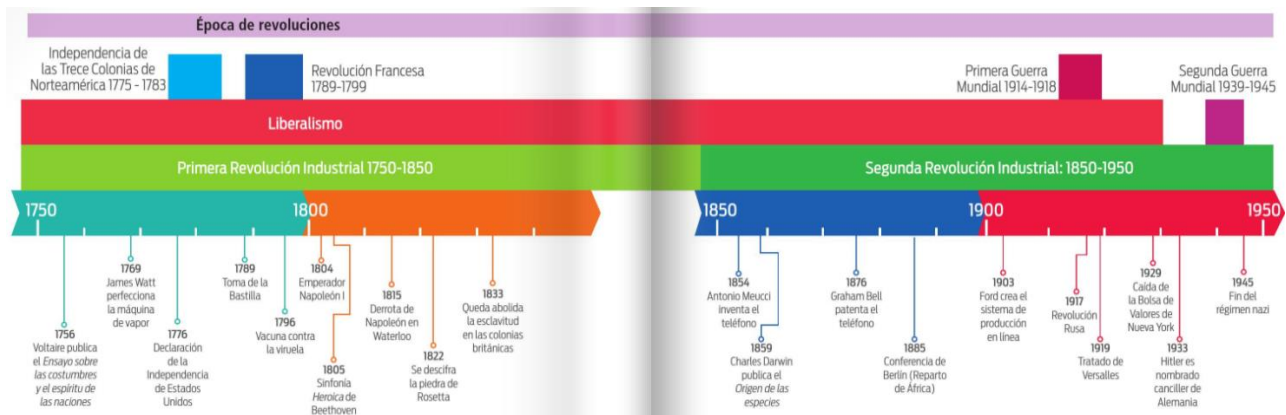 Época de revoluciones
Independencia de
las Trece Colonias de
Norteamérica 1775 - 1783
Revolución Francesa
1789-1799
Primera Guerra
Mundial 1914-1918
Segunda Guerra
Mundial 1939-1945
Liberalismo
Primera Revolución Industrial 1750-1850
Segunda Revolución Industrial: 1850-1950
1750
1800
1850
1900
1950
1756
Voltaire publica
el Ensayo sobre
las costumbres
y el espíritu de
las naciones
1769
James Watt
perfecciona
la máquina
de vapor
1776
Declaración
de la
Independencia
de Estados
Unidos
1789
Toma de la
Bastilla
1796
Vacuna contra
la viruela
1804
Emperador
Napoleón I
1805
Sinfonía
Heroica de
Beethoven
1815
Derrota de
Napoleón en
Waterloo
1822
Se descifra
la piedra de
Rosetta
1833
Queda abolida
la esclavitud
en las colonias
británicas
1854
Antonio Meucci
inventa el
teléfono
1859
Charles Darwin
publica el
Origen de las
especies
1876
Graham Bell
patenta el
teléfono
1885
Conferencia de
Berlín (Reparto
de África)
1903
Ford crea el
sistema de
producción
en línea
1917
Revolución
Rusa
1919
Tratado de
Versalles
1929
Caída de
la Bolsa de
Valores de
Nueva York
1933
Hitler es
nombrado
canciller de
Alemania
1945
Fin del
régimen nazi